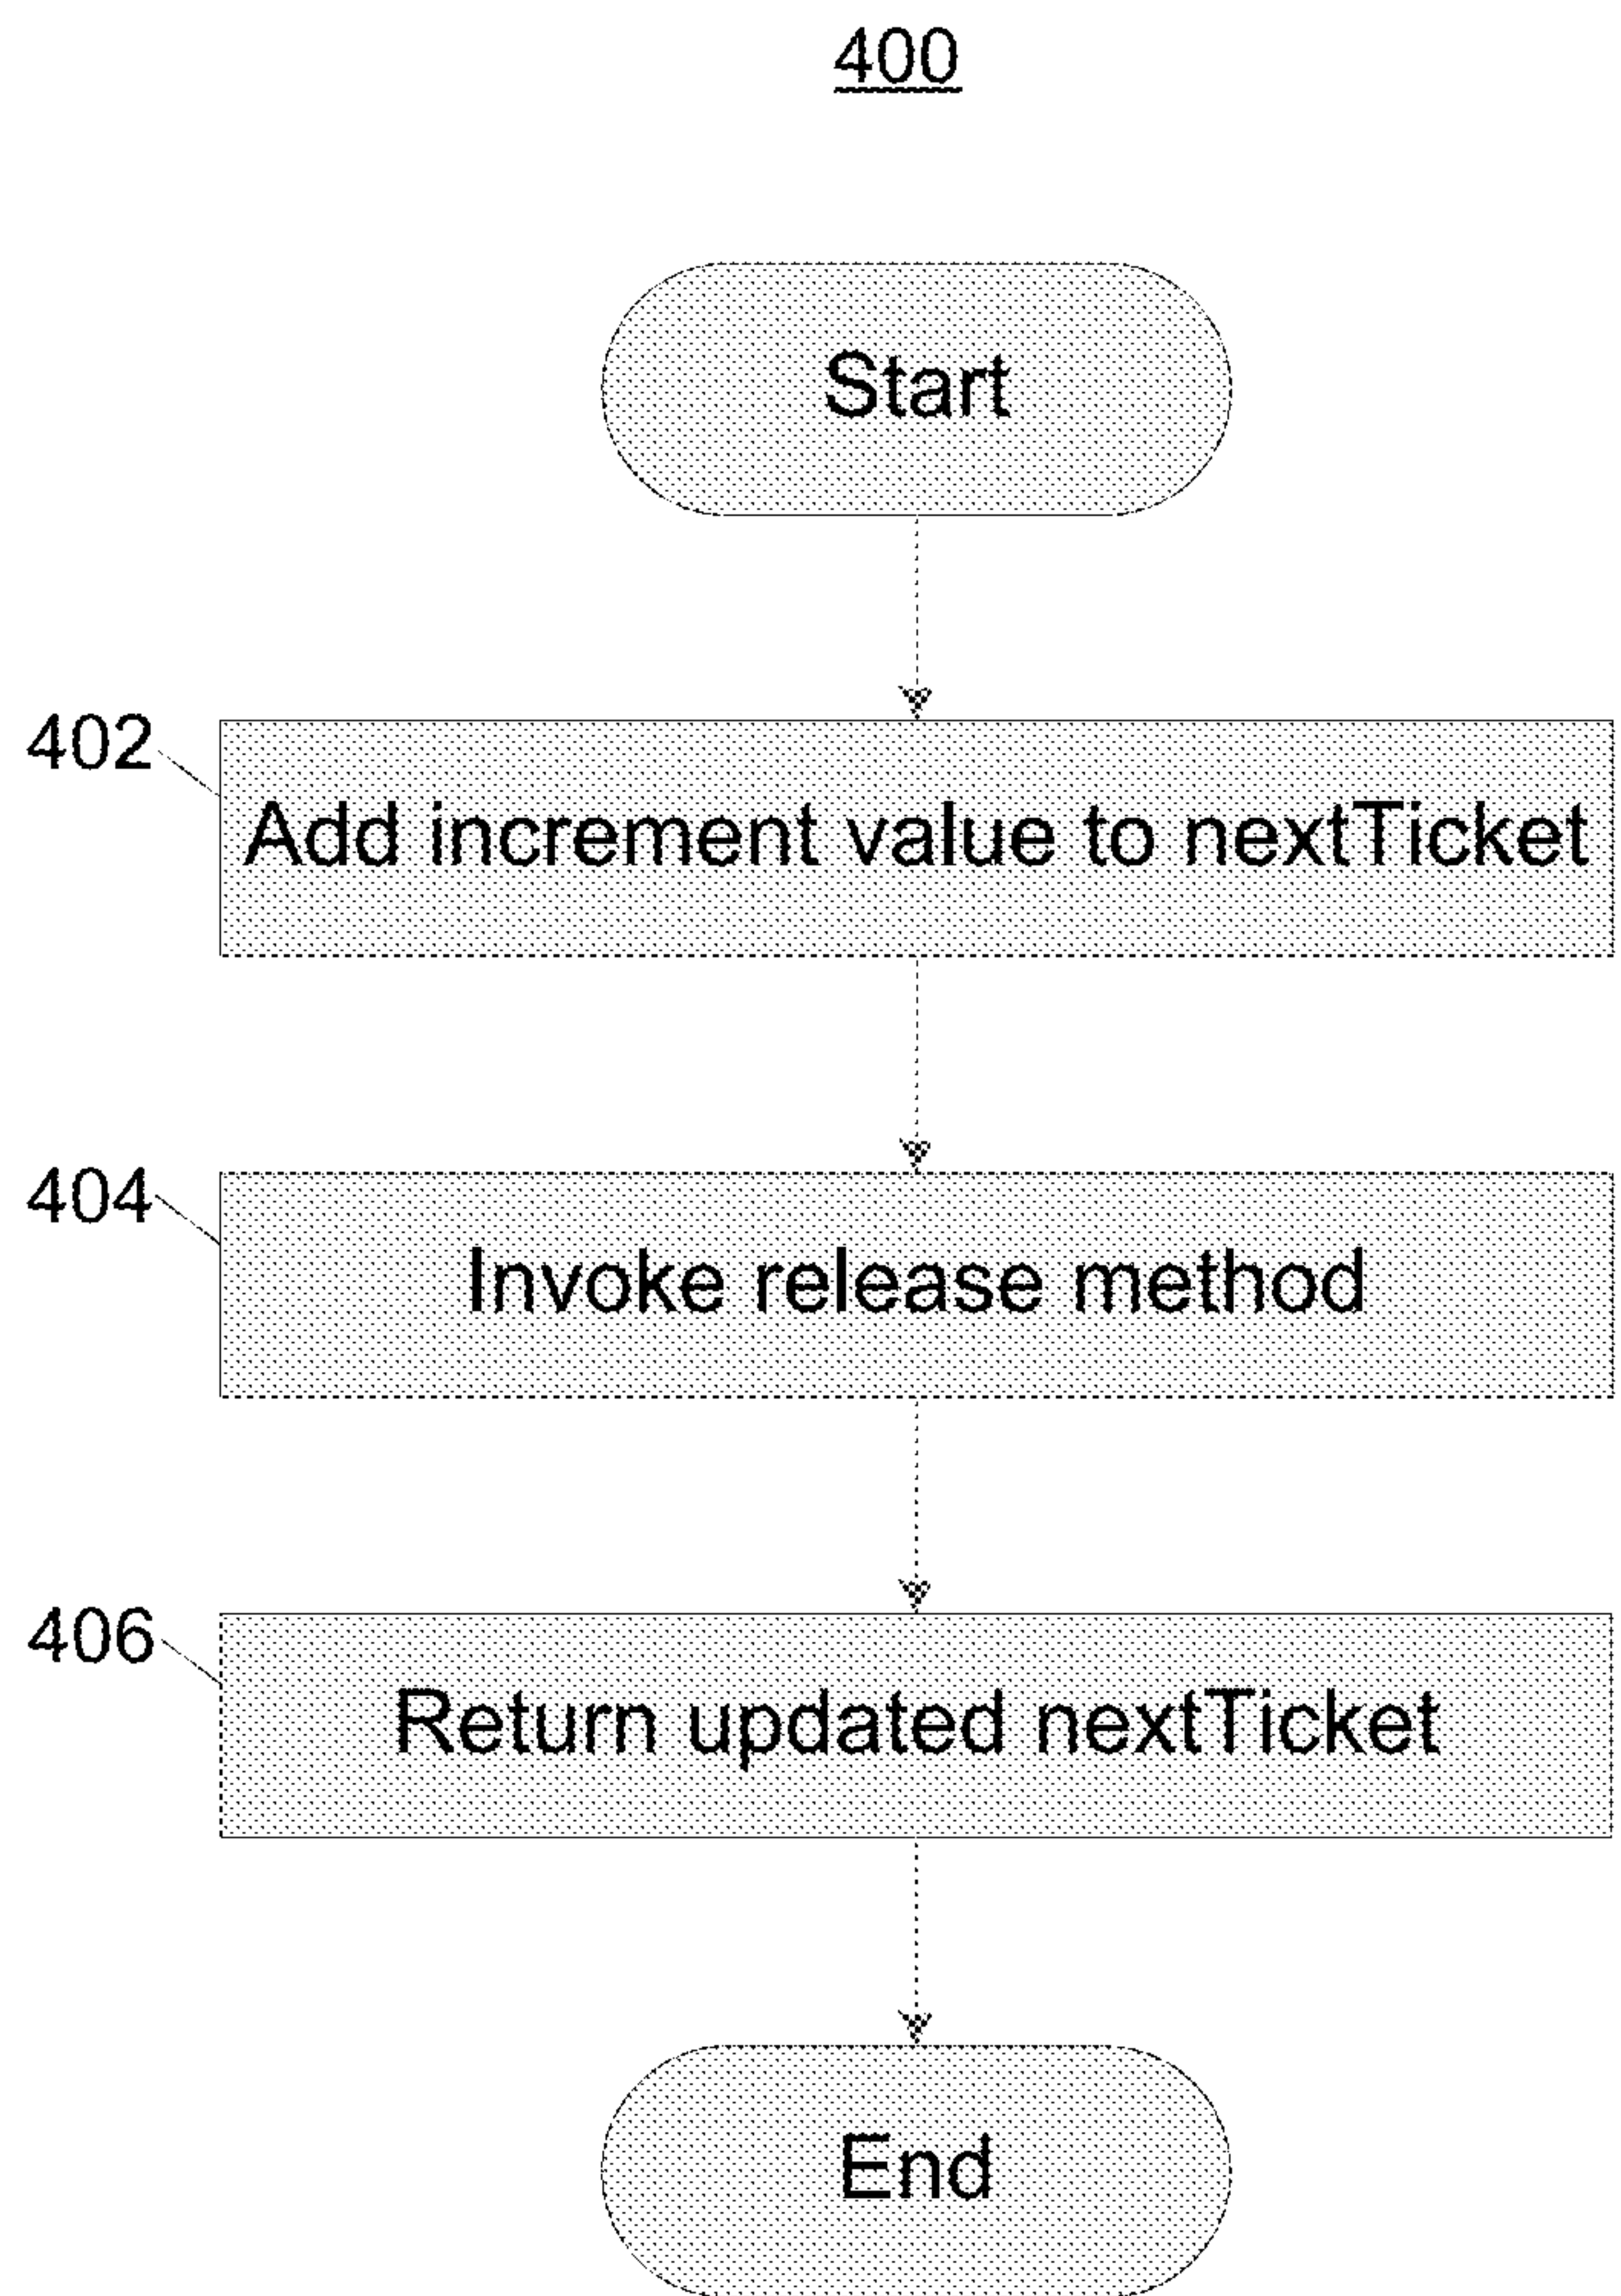 400
Start
402
Add increment value to nextTicket
404
Invoke release method
406
Return updated nextTicket
End